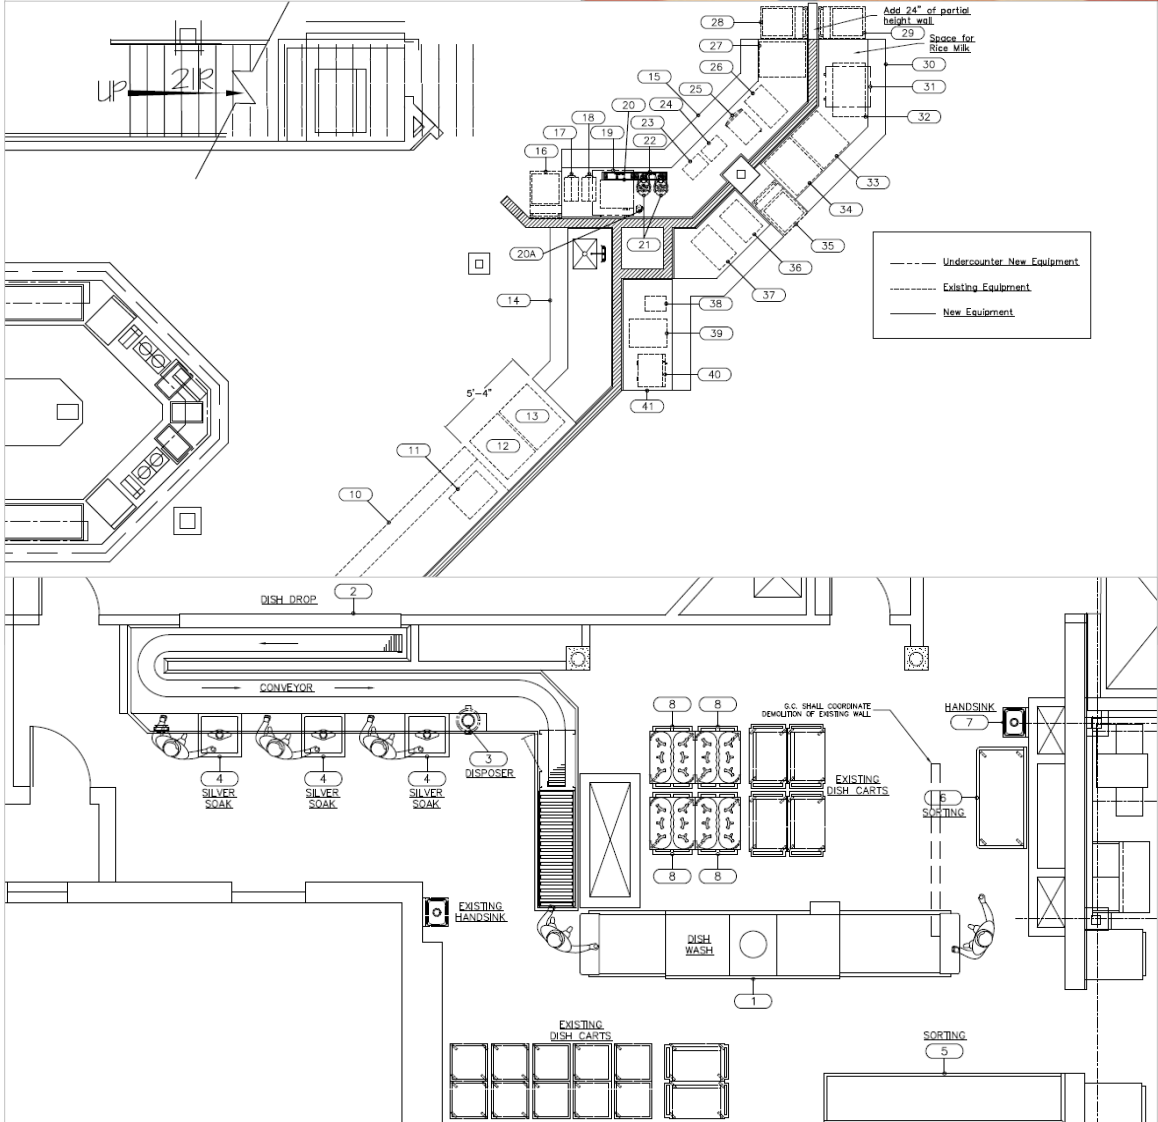 UP
21R
28
27
26
15
25
20
24
18
23
19
22
17
16
Add 24" of partial
height wall
29
Space for
Rice Milk
30
31
32
33
34
35
36
37
21
20A
14
38
39
40
41
Undercounter New Equipment
Existing Equipment
New Equipment
5'-4"
13
12
11
10
2
DISH DROP
CONVEYOR
3
DISPOSER
4
SILVER
SOAK
4
SILVER
SOAK
4
SILVER
SOAK
8
8
8
8
G.C. SHALL COORDINATE
DEMOLITION OF EXISTING WALL
EXISTING
DISH CARTS
HANDSINK
7
6
SORTING
EXISTING
HANDSINK
DISH
WASH
1
EXISTING
DISH CARTS
SORTING
5